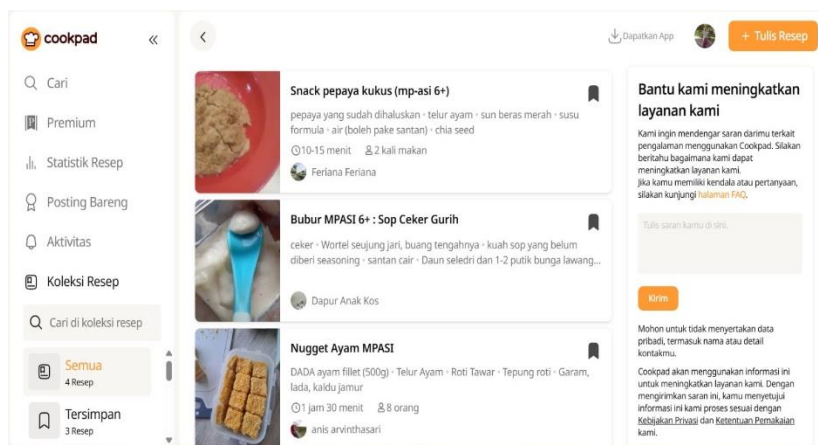 cookpad
«
Cari
Premium
Statistik Resep
Posting Bareng
Aktivitas
Koleksi Resep
Cari di koleksi resep
Semua
4 Resep
Tersimpan
3 Resep
Dapatkan App
+ Tulis Resep
Snack pepaya kukus (mp-asi 6+)
pepaya yang sudah dihaluskan · telur ayam · sun beras merah · susu
formula · air (boleh pake santan) · chia seed
10-15 menit 2 kali makan
Feriana Feriana
Bubur MPASI 6+ : Sop Ceker Gurih
ceker · Wortel seujung jari, buang tengahnya · kuah sop yang belum
diberi seasoning · santan cair · Daun seledri dan 1-2 putik bunga lawang...
Dapur Anak Kos
Nugget Ayam MPASI
DADA ayam fillet (500g) · Telur Ayam · Roti Tawar · Tepung roti · Garam,
lada, kaldu jamur
1 jam 30 menit 8 orang
anis arvinthasari
Bantu kami meningkatkan
layanan kami
Kami ingin mendengar saran darimu terkait
pengalaman menggunakan Cookpad. Silakan
beritahu bagaimana kami dapat
meningkatkan layanan kami.
Jika kamu memiliki kendala atau pertanyaan,
silakan kunjungi halaman FAQ.
Tulis saran kamu di sini.
Kirim
Mohon untuk tidak menyertakan data
pribadi, termasuk nama atau detail
kontakmu.
Cookpad akan menggunakan informasi ini
untuk meningkatkan layanan kami. Dengan
mengirimkan saran ini, kamu menyetujui
informasi ini kami proses sesuai dengan
Kebijakan Privasi dan Ketentuan Pemakaian
kami.